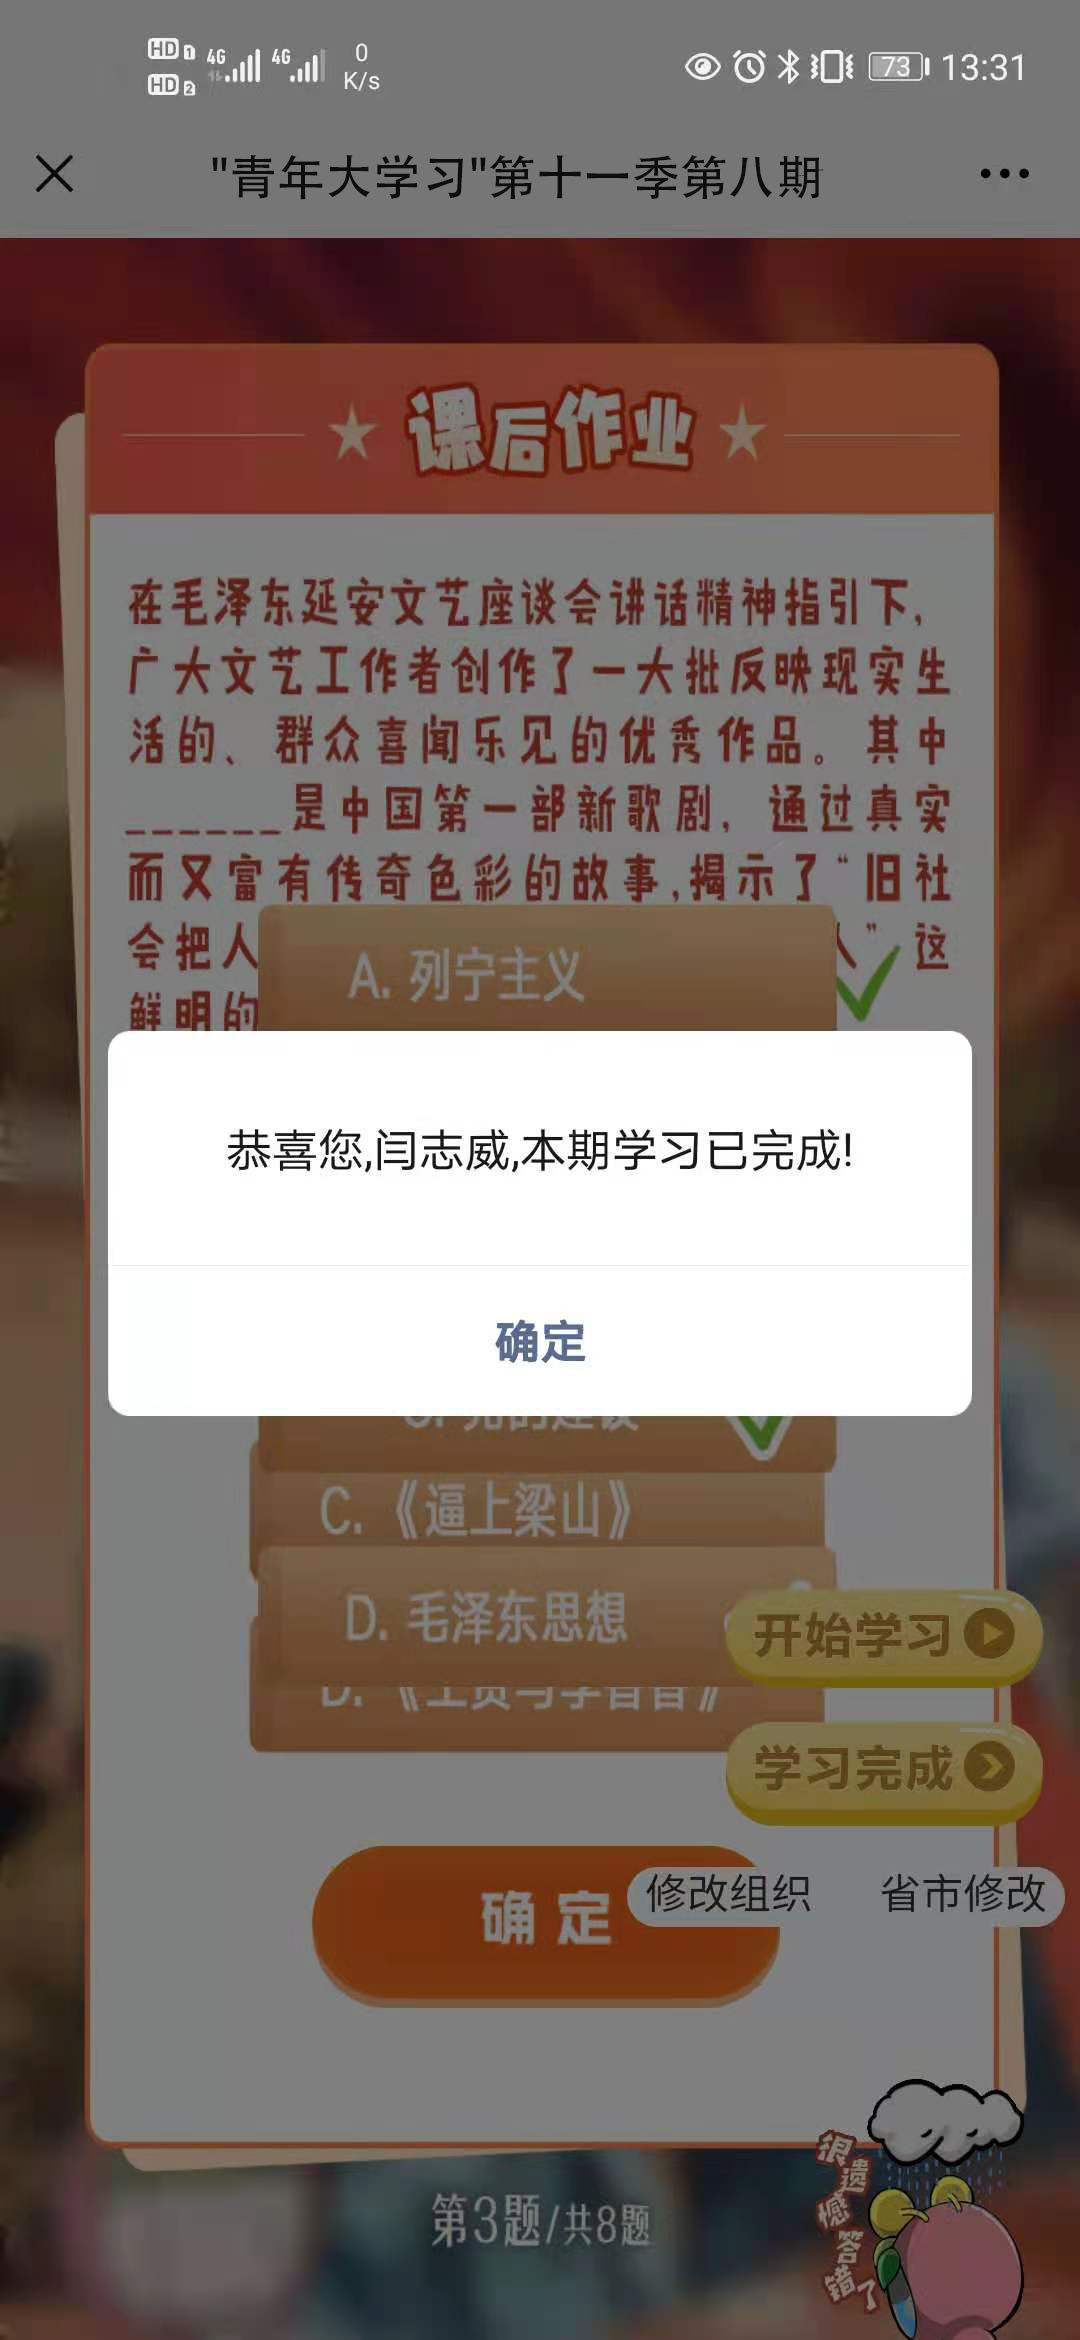 HD 1 4G 4G 0
HD 2 K/s
73 13:31
"青年大学习"第十一季第八期
课后作业
在毛泽东延安文艺座谈会讲话精神指引下,
广大文艺工作者创作了一大批反映现实生
活的、群众喜闻乐见的优秀作品。其中
______是中国第一部新歌剧, 通过真实
而又富有传奇色彩的故事,揭示了“旧社
会把人 人”这
鲜明的
A. 列宁主义
恭喜您,闫志威,本期学习已完成!
确定
C. 《逼上梁山》
D. 毛泽东思想
开始学习
学习完成
确定
修改组织
省市修改
很遗憾答错了
第3题/共8题